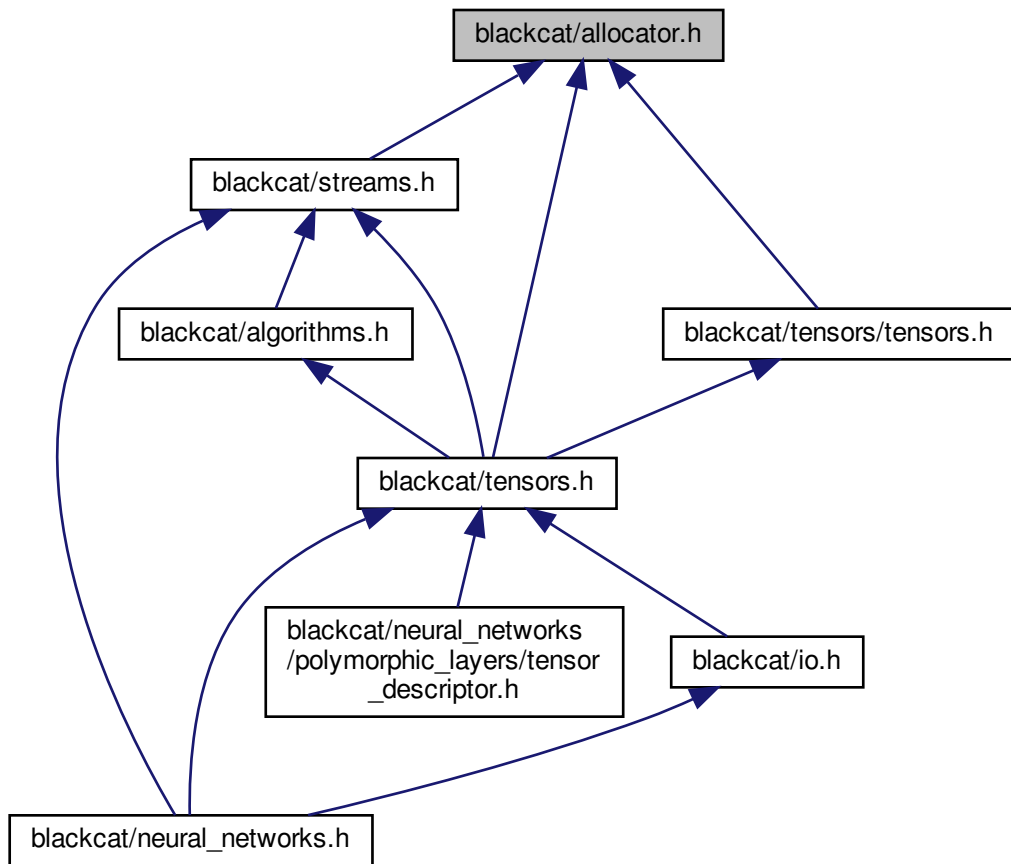 blackcat/allocator.h
blackcat/streams.h
blackcat/algorithms.h
blackcat/tensors/tensors.h
blackcat/tensors.h
blackcat/neural_networks
/polymorphic_layers/tensor
_descriptor.h
blackcat/io.h
blackcat/neural_networks.h